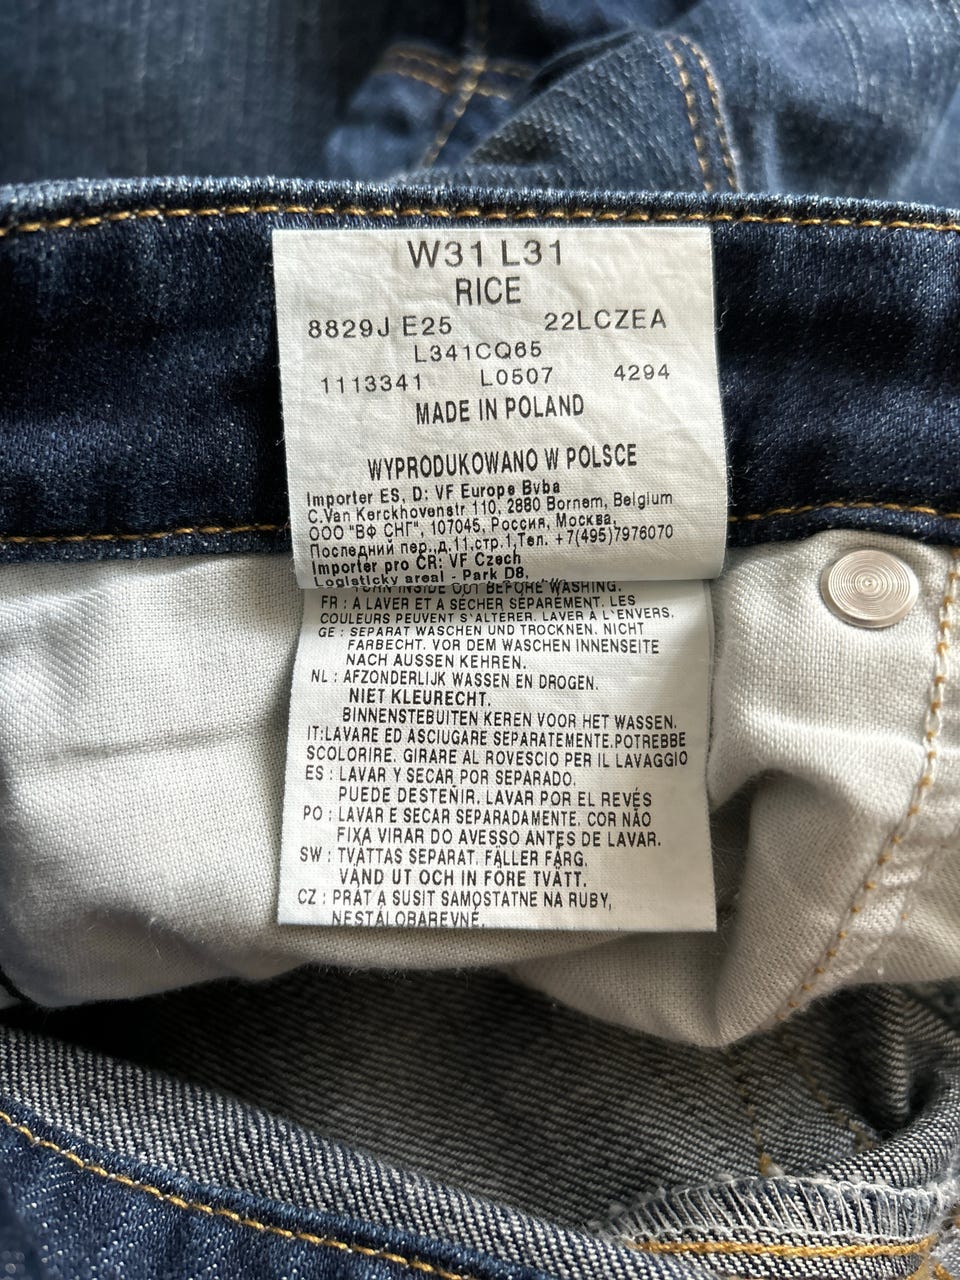 W31 L31
RICE
8829J E25 22LCZEA
L341CQ65
1113341 L0507 4294
MADE IN POLAND
WYPRODUKOWANO W POLSCE
Importer ES, D: VF Europe Bvba
C.Van Kerckhovenstr 110, 2880 Bornem, Belgium
ООО "ВФ СНГ", 107045, Россия, Москва,
Последний пер.,д.11,стр.1,Тел. +7(495)7976070
Importer pro CR: VF Czech
Logisticky areal - Park D8,
TURN INSIDE OUT BEFORE WASHING.
FR : A LAVER ET A SÉCHER SÉPARÉMENT. LES
COULEURS PEUVENT S'ALTÉRER. LAVER À L'ENVERS.
GE : SEPARAT WASCHEN UND TROCKNEN. NICHT
FARBECHT. VOR DEM WASCHEN INNENSEITE
NACH AUSSEN KEHREN.
NL : AFZONDERLIJK WASSEN EN DROGEN.
NIET KLEURECHT.
BINNENSTEBUITEN KEREN VOOR HET WASSEN.
IT:LAVARE ED ASCIUGARE SEPARATEMENTE.POTREBBE
SCOLORIRE. GIRARE AL ROVESCIO PER IL LAVAGGIO
ES : LAVAR Y SECAR POR SEPARADO.
PUEDE DESTEÑIR. LAVAR POR EL REVÉS
PO : LAVAR E SECAR SEPARADAMENTE. COR NÃO
FIXA VIRAR DO AVESSO ANTES DE LAVAR.
SW : TVÄTTAS SEPARAT. FÄLLER FÄRG.
VÄND UT OCH IN FÖRE TVÄTT.
CZ : PRÁT A SUSIT SAMOSTATNE NA RUBY,
NESTÁLOBAREVNÉ.